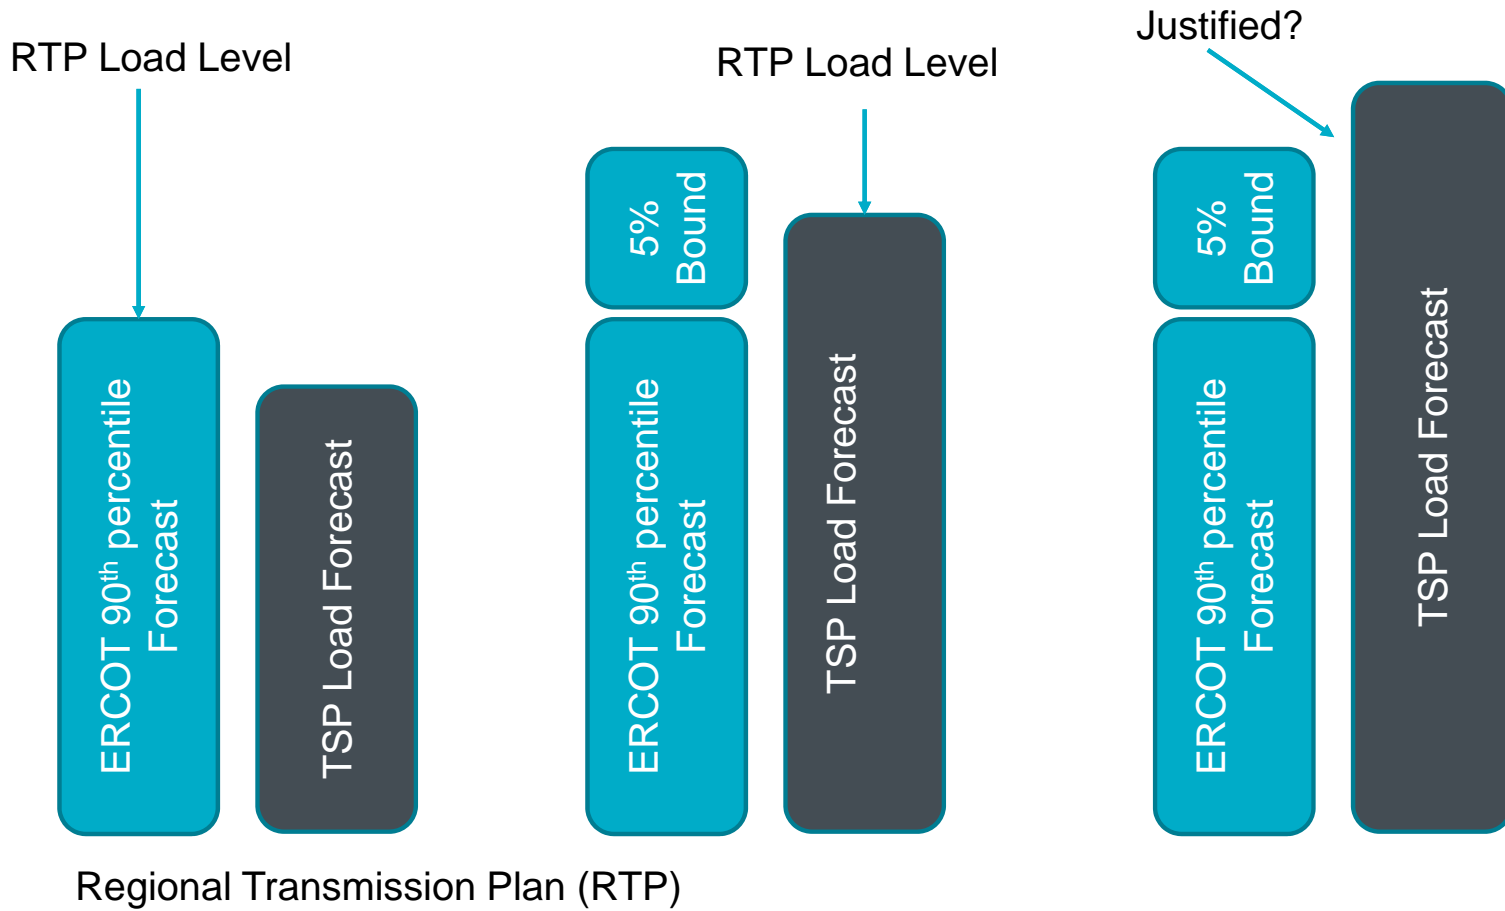 RTP Load Level
ERCOT 90th percentile
Forecast
TSP Load Forecast
RTP Load Level
5%
Bound
ERCOT 90th percentile
Forecast
TSP Load Forecast
Justified?
5%
Bound
ERCOT 90th percentile
Forecast
TSP Load Forecast
Regional Transmission Plan (RTP)